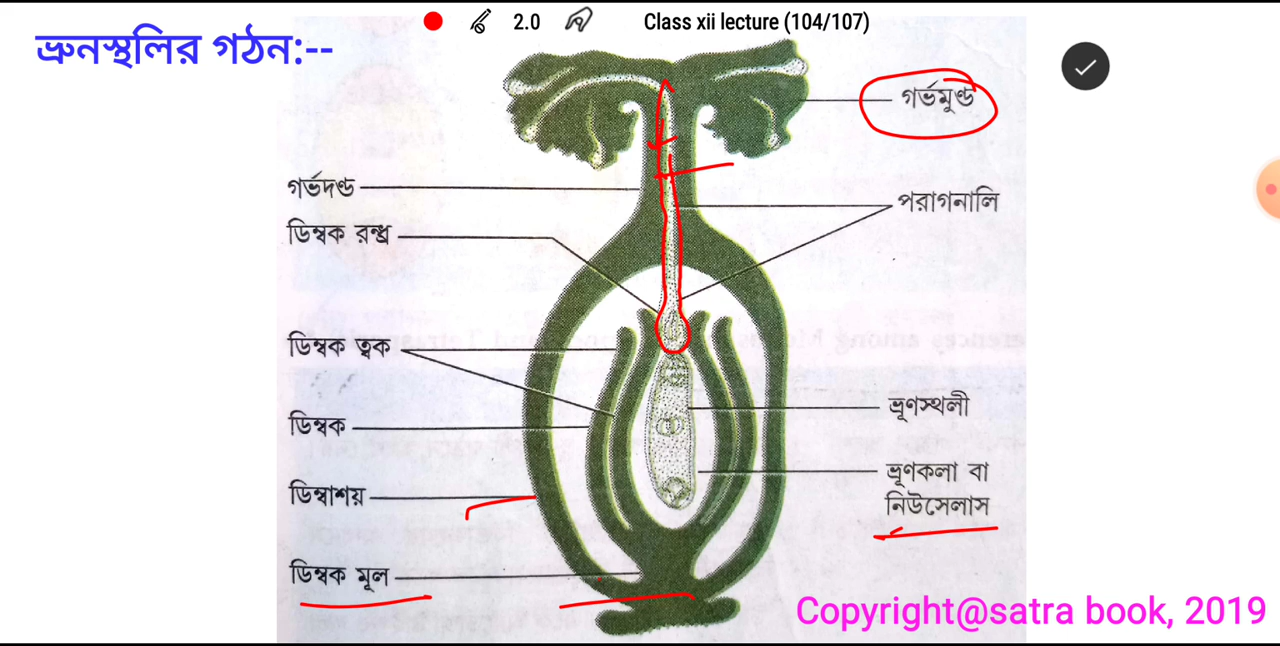 2.0
Class xii lecture (104/107)
ভ্রুনস্থলির গঠন:--
গর্ভমুণ্ড
গর্ভদণ্ড
পরাগনালি
ডিম্বক রন্ধ্র
ডিম্বক ত্বক
ভ্রূণস্থলী
ডিম্বক
ভ্রূণকলা বা
নিউসেলাস
ডিম্বাশয়
ডিম্বক মূল
Copyright@satra book, 2019